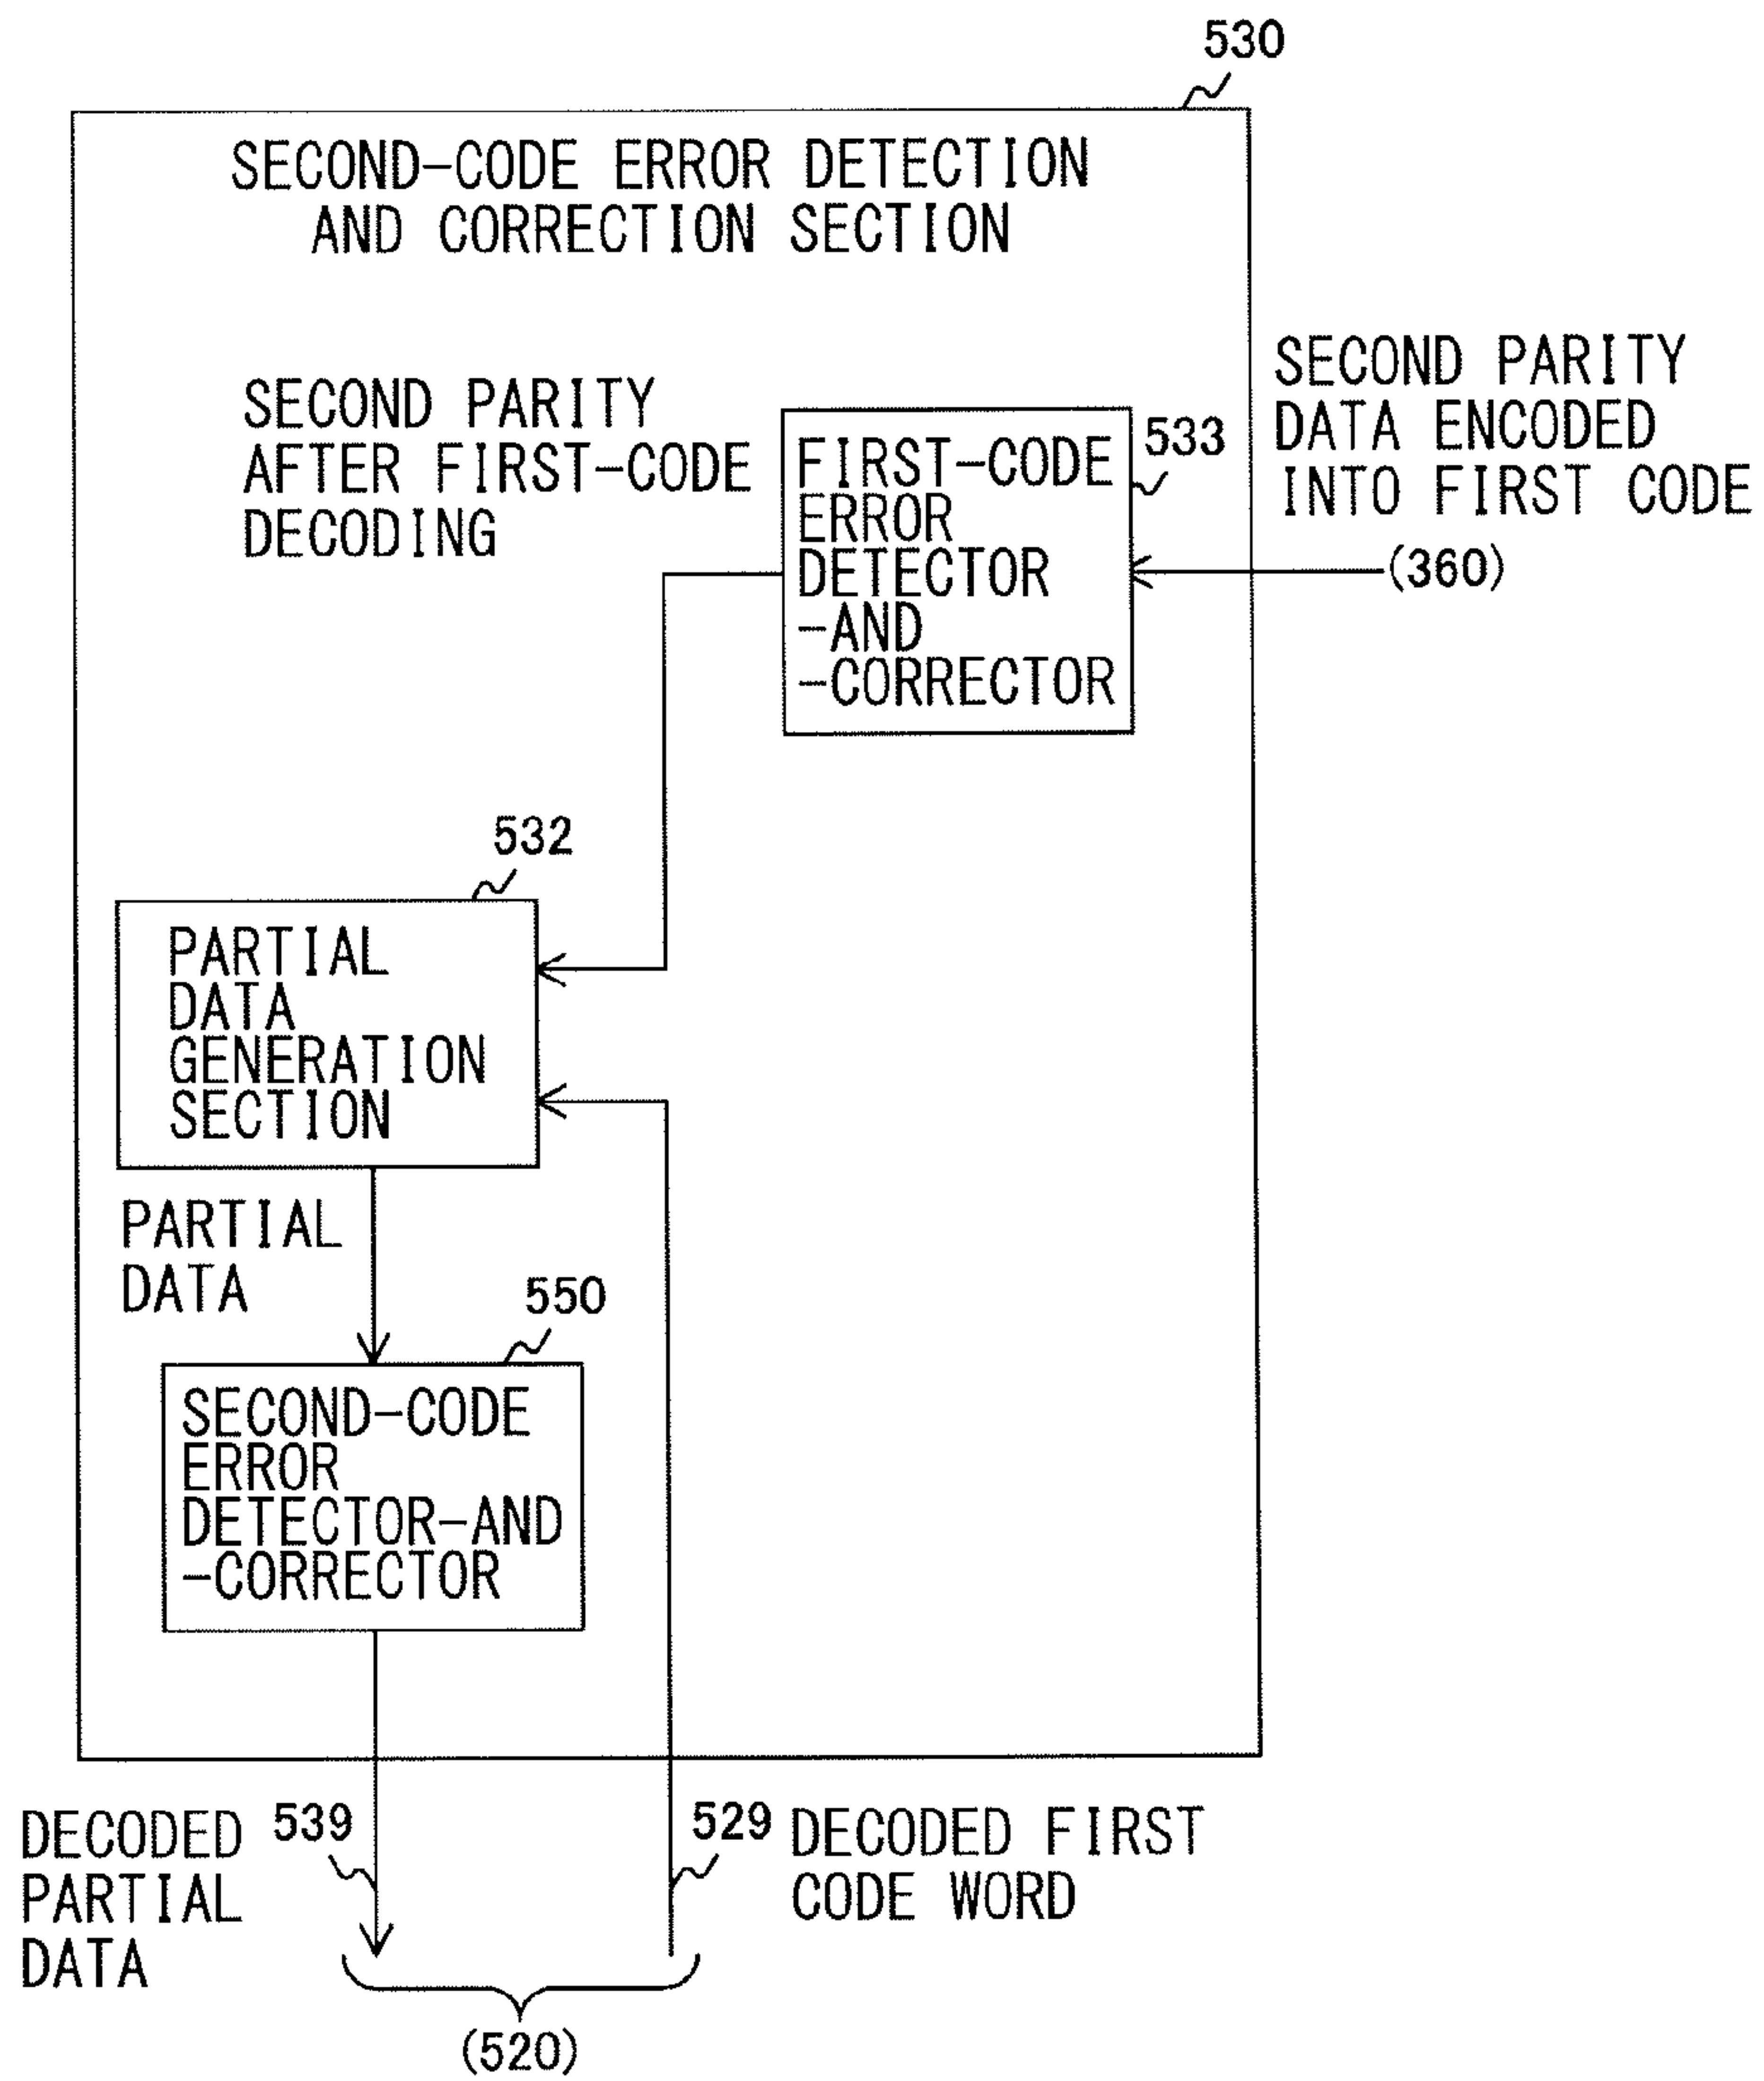 530
SECOND-CODE ERROR DETECTION
AND CORRECTION SECTION
SECOND PARITY
DATA ENCODED
INTO FIRST CODE
(360)
SECOND PARITY
AFTER FIRST-CODE
DECODING
533
FIRST-CODE
ERROR
DETECTOR
-AND
-CORRECTOR
532
PARTIAL
DATA
GENERATION
SECTION
PARTIAL
DATA
550
SECOND-CODE
ERROR
DETECTOR-AND
-CORRECTOR
DECODED
PARTIAL
DATA
539
529
DECODED FIRST
CODE WORD
(520)